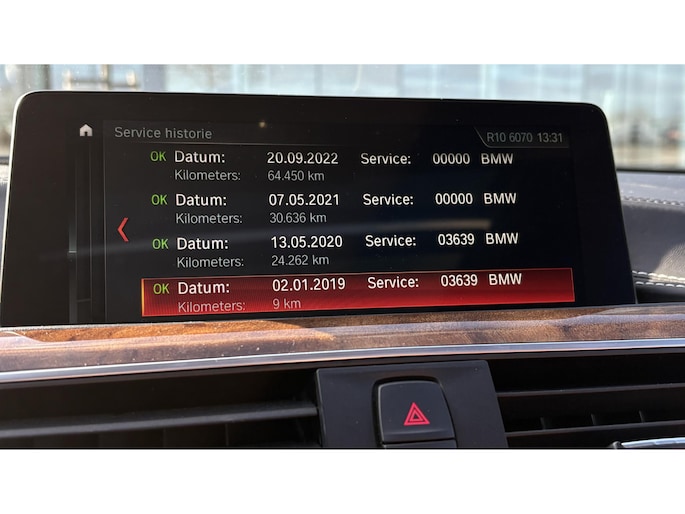 Service historie
R10 6070 13:31
OK Datum: 20.09.2022 Service: 00000 BMW
Kilometers: 64.450 km
OK Datum: 07.05.2021 Service: 00000 BMW
Kilometers: 30.636 km
OK Datum: 13.05.2020 Service: 03639 BMW
Kilometers: 24.262 km
OK Datum: 02.01.2019 Service: 03639 BMW
Kilometers: 9 km